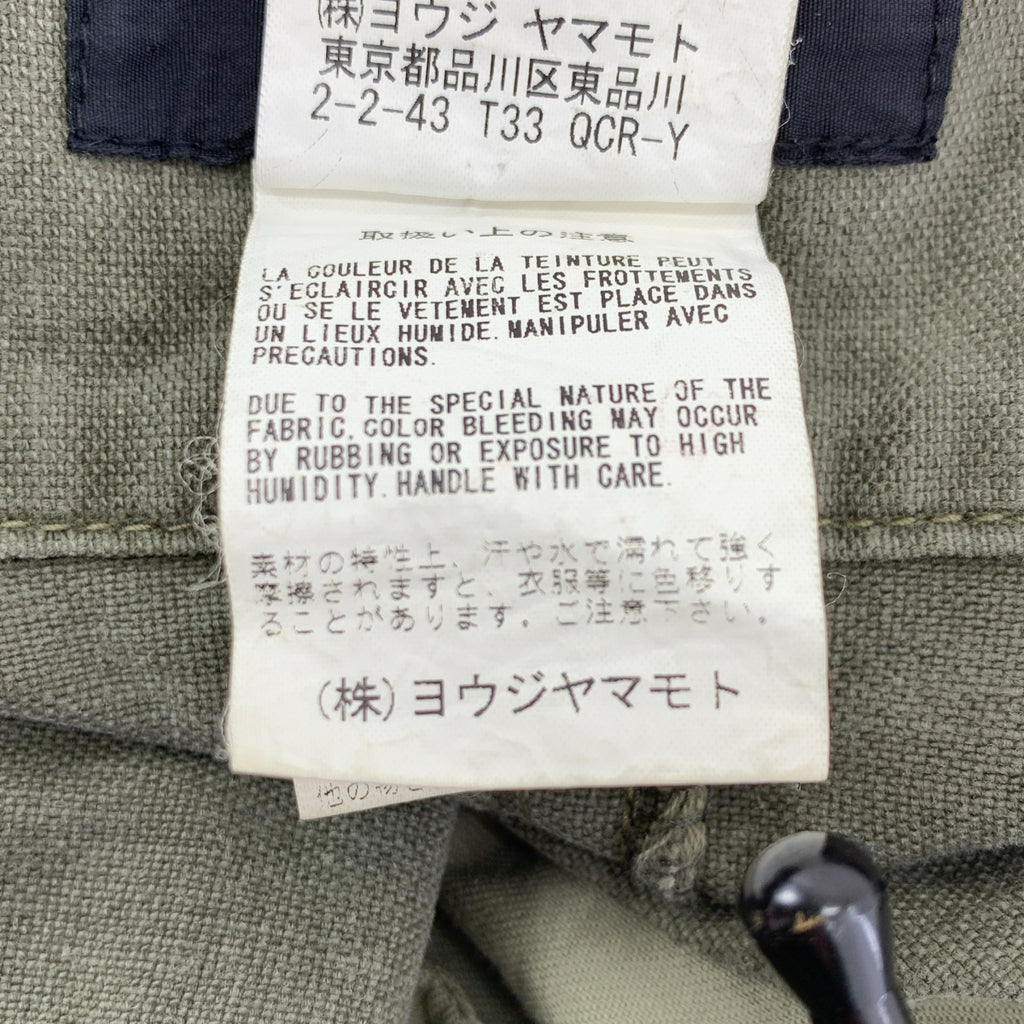 (株)ヨウジ ヤマモト
東京都品川区東品川
2-2-43 T33 QCR-Y
取扱い上の注意
LA COULEUR DE LA TEINTURE PEUT
S'ECLAIRCIR AVEC LES FROTTEMENTS
OU SE LE VETEMENT EST PLACE DANS
UN LIEUX HUMIDE. MANIPULER AVEC
PRECAUTIONS.
DUE TO THE SPECIAL NATURE OF THE
FABRIC, COLOR BLEEDING MAY OCCUR
BY RUBBING OR EXPOSURE TO HIGH
HUMIDITY. HANDLE WITH CARE.
素材の特性上、汗や水で濡れて強く
摩擦されますと、衣服等に色移りす
ることがあります。ご注意下さい。
(株)ヨウジヤマモト
他の物と